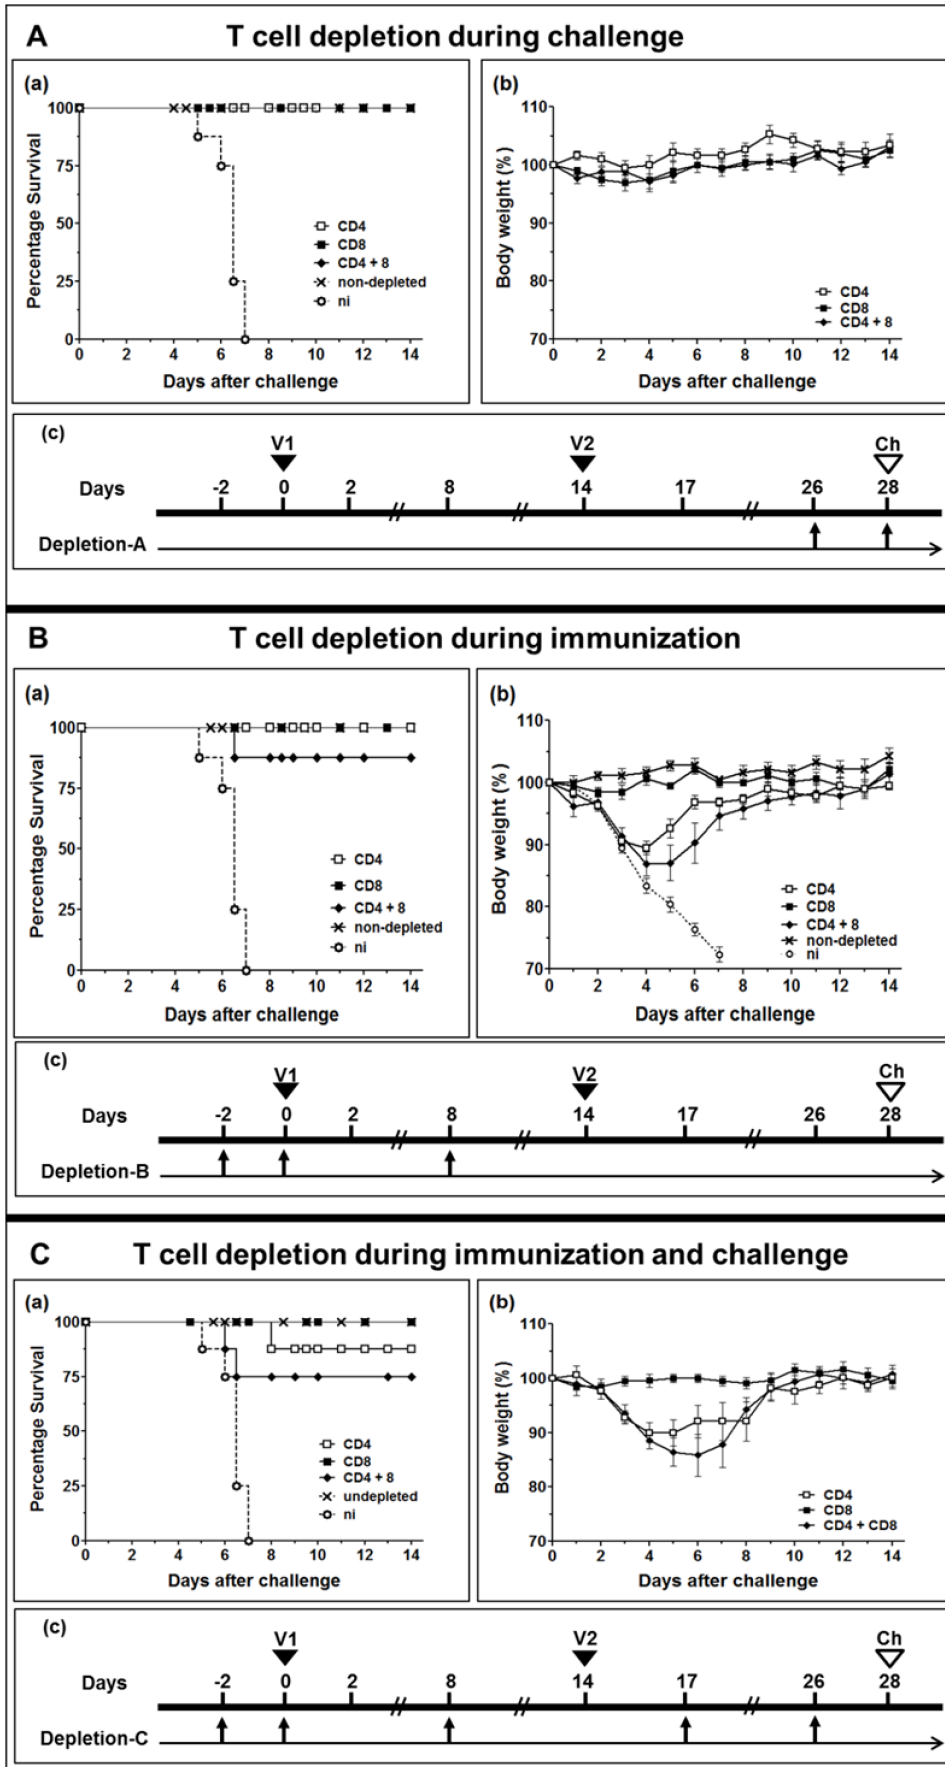 A T cell depletion during challenge
(a)
Percentage Survival
100
75
50
25
0
CD4
CD8
CD4 + 8
non-depleted
ni
0 2 4 6 8 10 12 14
Days after challenge
(b)
Body weight (%)
110
100
90
80
70
CD4
CD8
CD4 + 8
0 2 4 6 8 10 12 14
Days after challenge
(c)
V1 V2 Ch
Days -2 0 2 8 14 17 26 28
Depletion-A
B T cell depletion during immunization
(a)
Percentage Survival
100
75
50
25
0
CD4
CD8
CD4 + 8
non-depleted
ni
0 2 4 6 8 10 12 14
Days after challenge
(b)
Body weight (%)
110
100
90
80
70
CD4
CD8
CD4 + 8
non-depleted
ni
0 2 4 6 8 10 12 14
Days after challenge
(c)
V1 V2 Ch
Days -2 0 2 8 14 17 26 28
Depletion-B
C T cell depletion during immunization and challenge
(a)
Percentage Survival
100
75
50
25
0
CD4
CD8
CD4 + 8
undepleted
ni
0 2 4 6 8 10 12 14
Days after challenge
(b)
Body weight (%)
110
100
90
80
70
CD4
CD8
CD4 + CD8
0 2 4 6 8 10 12 14
Days after challenge
(c)
V1 V2 Ch
Days -2 0 2 8 14 17 26 28
Depletion-C